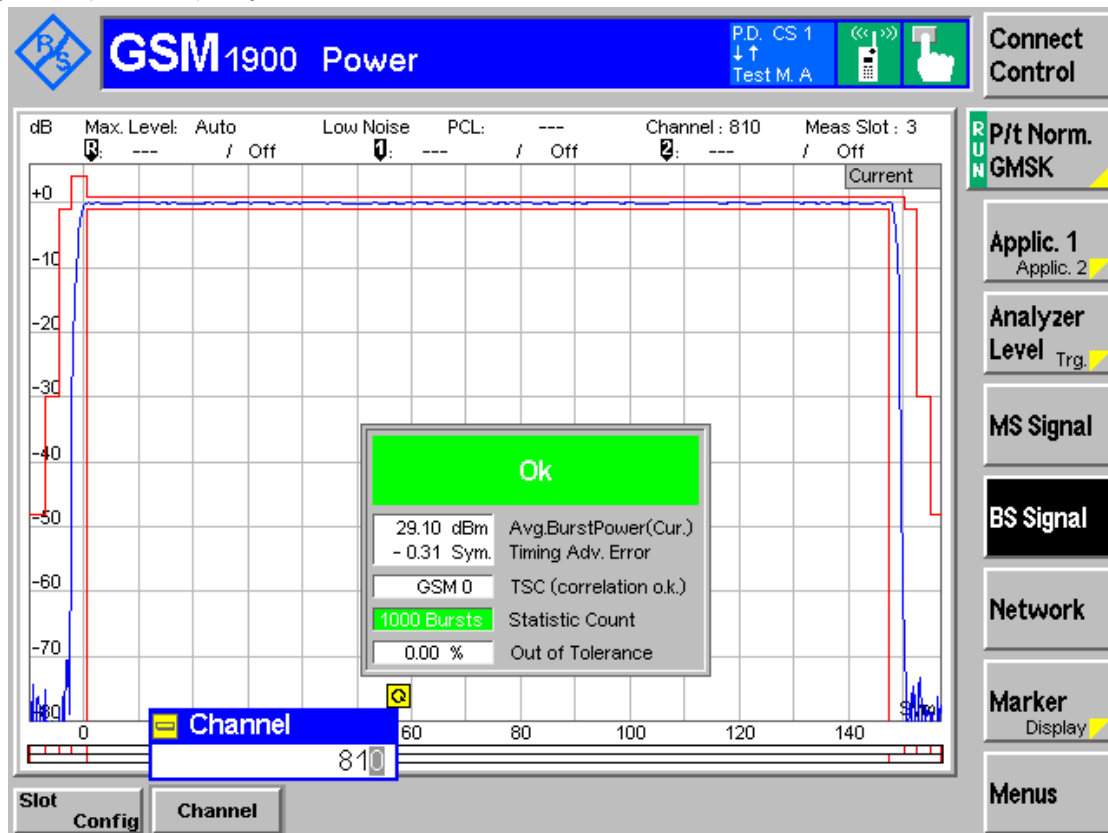 R/S
GSM1900 Power
P.D. CS 1
↓↑
Test M. A
Connect
Control
dB Max. Level: Auto Low Noise PCL: --- Channel : 810 Meas Slot : 3
R: --- / Off 1: --- / Off 2: --- / Off
Current
RUN
P/t Norm.
GMSK
Applic. 1
Applic. 2
Analyzer
Level Trg.
MS Signal
BS Signal
Network
Marker
Display
Menus
+0
-10
-20
-30
-40
-50
-60
-70
-80
Ok
29.10 dBm Avg.BurstPower(Cur.)
- 0.31 Sym. Timing Adv. Error
GSM 0 TSC (correlation o.k.)
1000 Bursts Statistic Count
0.00 % Out of Tolerance
0 60 80 100 120 140
Channel
810
Slot
Config
Channel